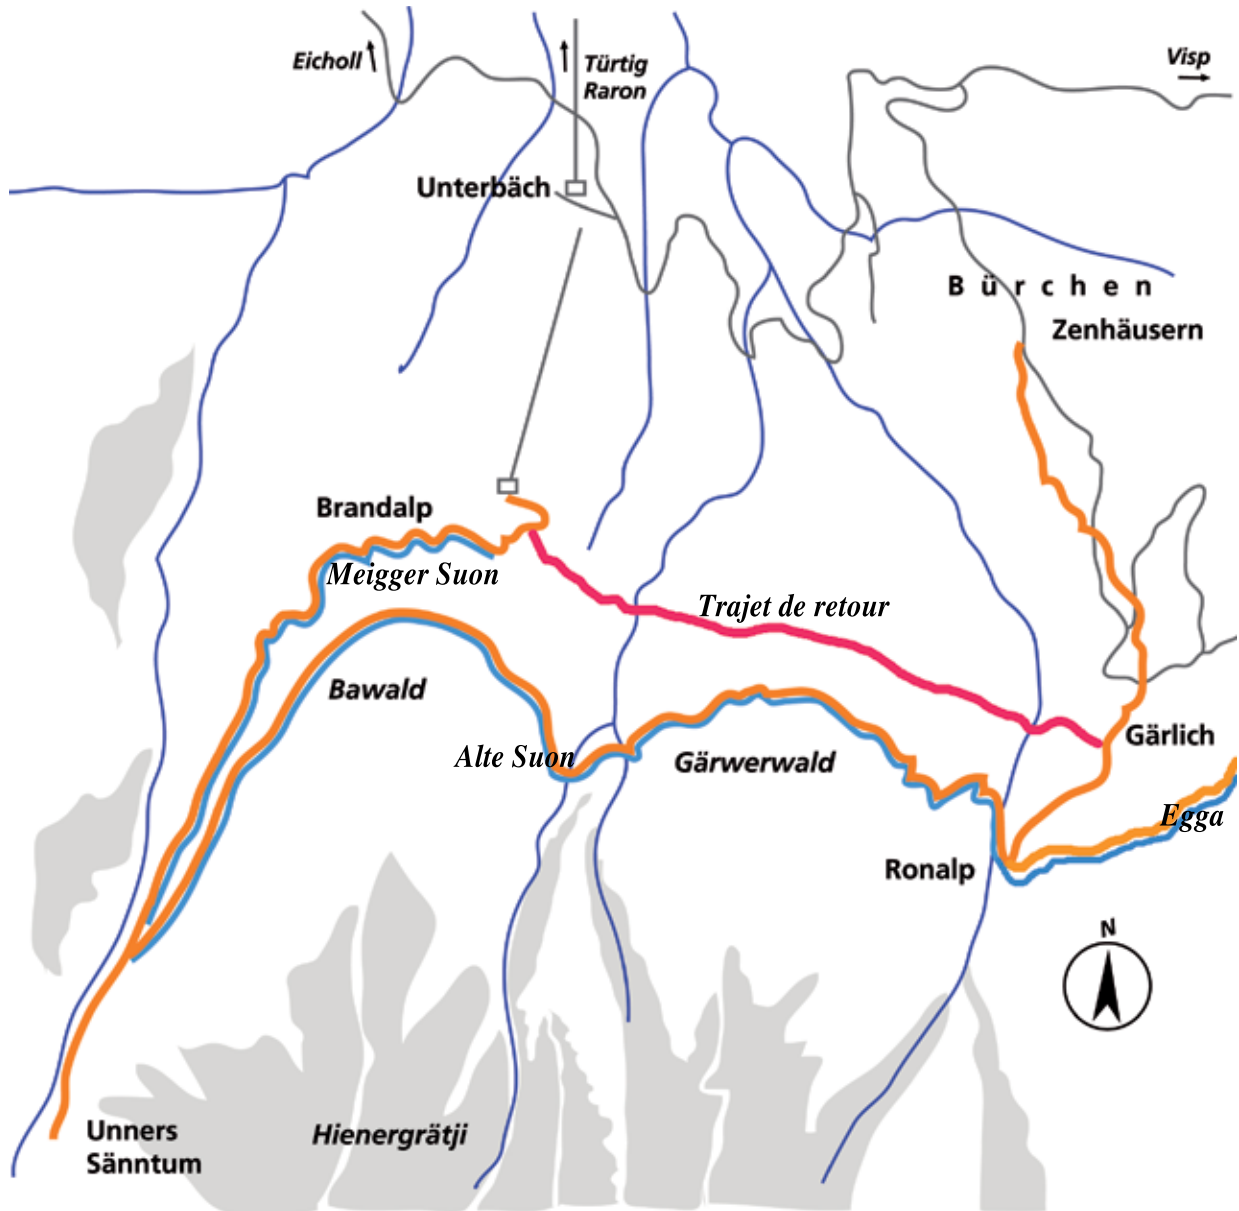 Visp
Eicholl
Türtig
Raron
Unterbäch
Bürchen
Zenhäusern
Brandalp
Meigger Suon
Trajet de retour
Bawald
Gärlich
Alte Suon
Gärwerwald
Egga
Ronalp
N
Unners
Sänntum
Hienergrätji